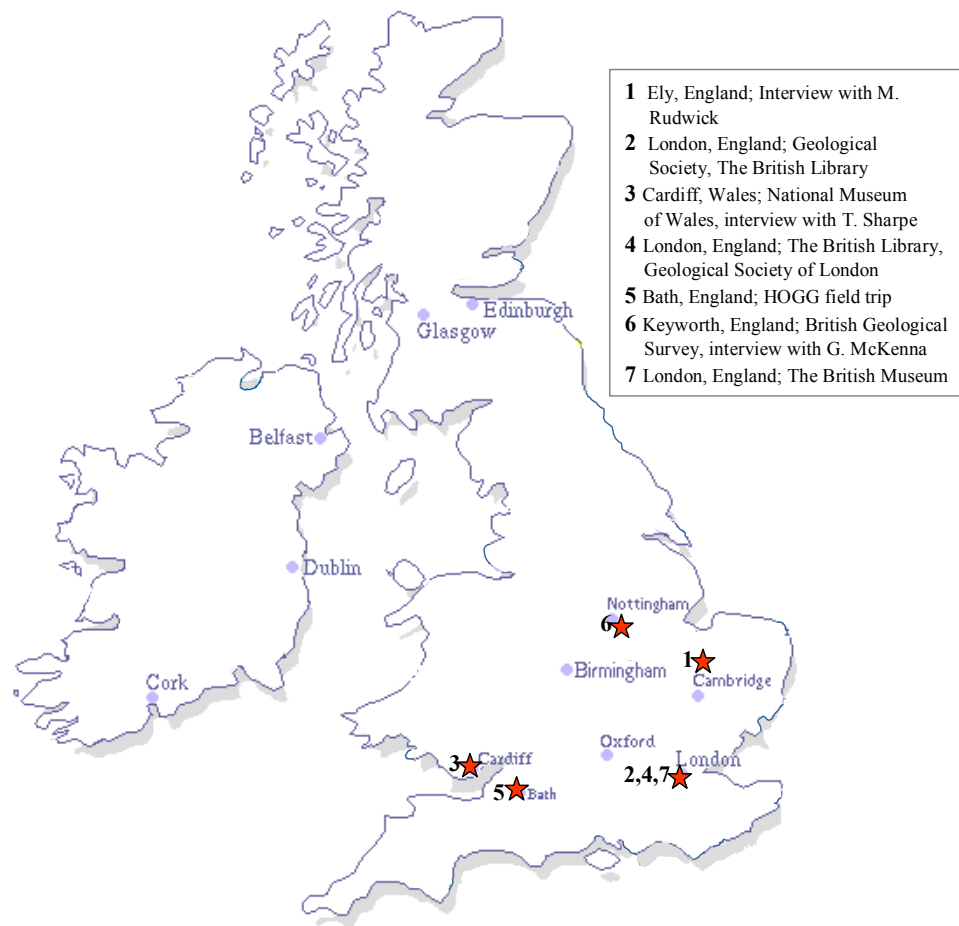 1 Ely, England; Interview with M.
Rudwick
2 London, England; Geological
Society, The British Library
3 Cardiff, Wales; National Museum
of Wales, interview with T. Sharpe
4 London, England; The British Library,
Geological Society of London
5 Bath, England; HOGG field trip
6 Keyworth, England; British Geological
Survey, interview with G. McKenna
7 London, England; The British Museum
Edinburgh
Glasgow
Belfast
Dublin
Nottingham
6
1
Birmingham
Cambridge
Cork
Oxford
3 Cardiff
London
2,4,7
5 Bath